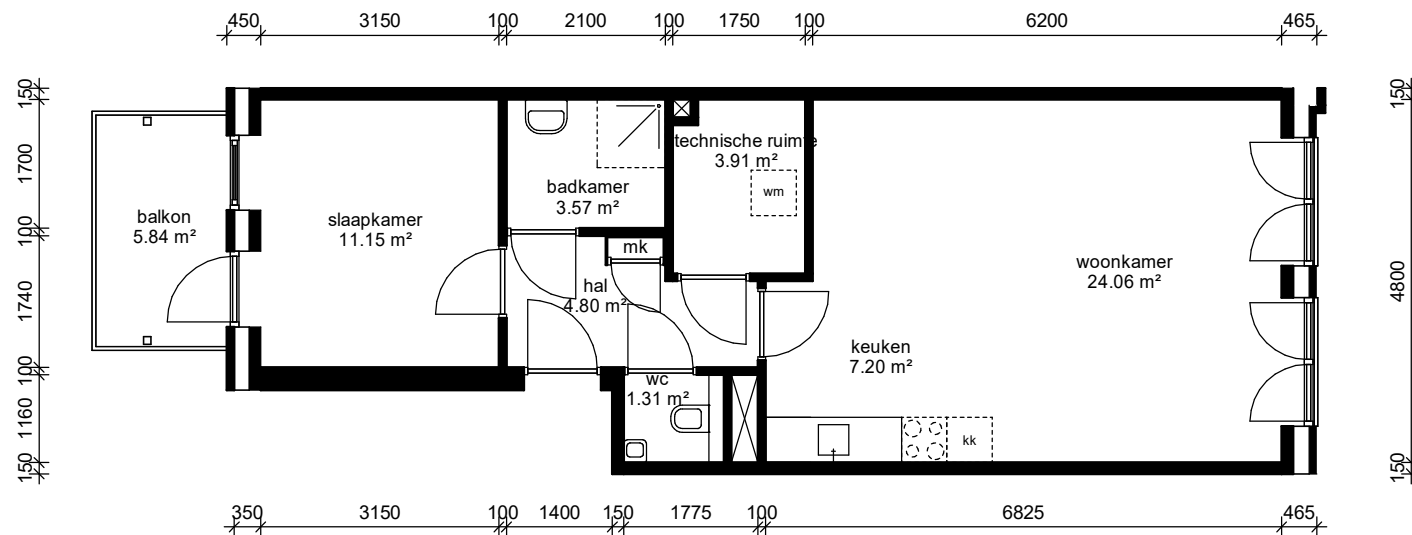 450 3150 100 2100 100 1750 100 6200 465
150
1700
100
1740
100
1160
150
balkon
5.84 m²
slaapkamer
11.15 m²
badkamer
3.57 m²
technische ruimte
3.91 m²
wm
mk
hal
4.80 m²
wc
1.31 m²
keuken
7.20 m²
kk
woonkamer
24.06 m²
150
4800
150
350 3150 100 1400 150 1775 100 6825 465